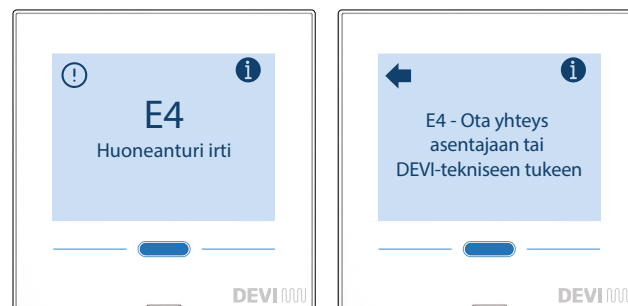 E4
Huoneanturi irti
DEVI
E4 - Ota yhteys
asentajaan tai
DEVI-tekniseen tukeen
DEVI